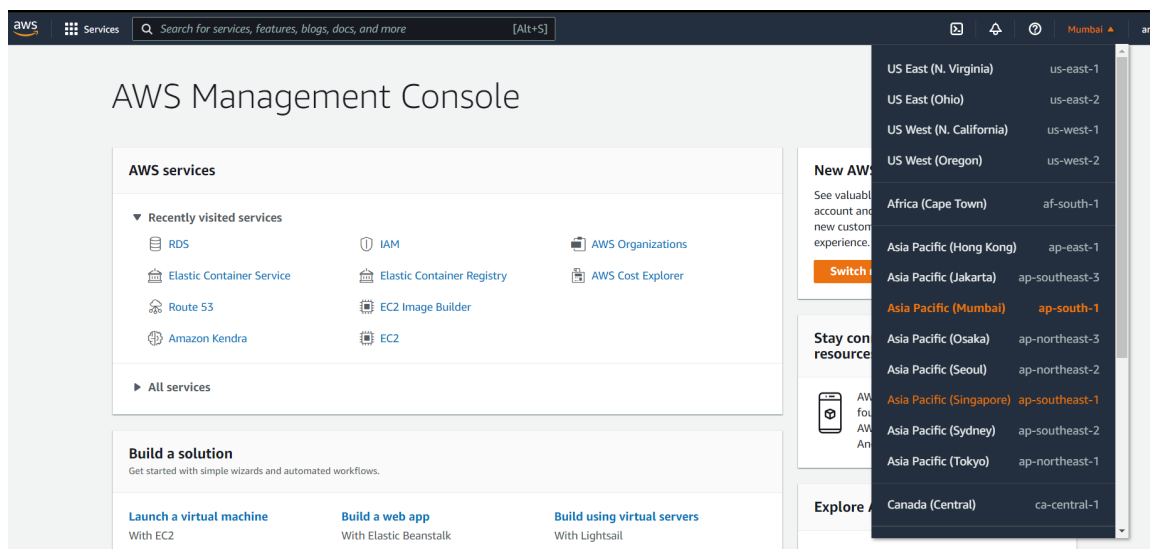 aws
Services
Search for services, features, blogs, docs, and more [Alt+S]
Mumbai
AWS Management Console
AWS services
Recently visited services
RDS
IAM
AWS Organizations
Elastic Container Service
Elastic Container Registry
AWS Cost Explorer
Route 53
EC2 Image Builder
Amazon Kendra
EC2
All services
Build a solution
Get started with simple wizards and automated workflows.
Launch a virtual machine
With EC2
Build a web app
With Elastic Beanstalk
Build using virtual servers
With Lightsail
New AWS
See valuabl
account and
new custom
experience.
Switch
Stay con
resource
AW
fou
AW
An
Explore A
US East (N. Virginia) us-east-1
US East (Ohio) us-east-2
US West (N. California) us-west-1
US West (Oregon) us-west-2
Africa (Cape Town) af-south-1
Asia Pacific (Hong Kong) ap-east-1
Asia Pacific (Jakarta) ap-southeast-3
Asia Pacific (Mumbai) ap-south-1
Asia Pacific (Osaka) ap-northeast-3
Asia Pacific (Seoul) ap-northeast-2
Asia Pacific (Singapore) ap-southeast-1
Asia Pacific (Sydney) ap-southeast-2
Asia Pacific (Tokyo) ap-northeast-1
Canada (Central) ca-central-1